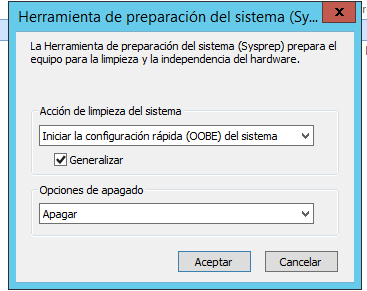 Herramienta de preparación del sistema (Sy...
X
La Herramienta de preparación del sistema (Sysprep) prepara el
equipo para la limpieza y la independencia del hardware.
Acción de limpieza del sistema
Iniciar la configuración rápida (OOBE) del sistema
Generalizar
Opciones de apagado
Apagar
Aceptar
Cancelar